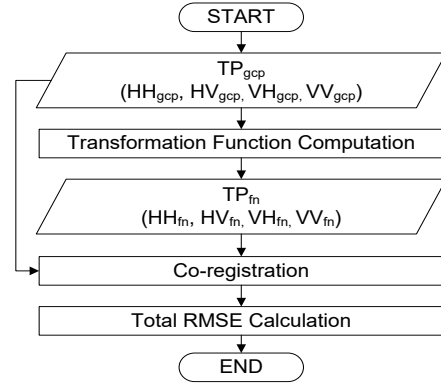 START
TPgcp
(HHgcp, HVgcp, VHgcp, VVgcp)
Transformation Function Computation
TPfn
(HHfn, HVfn, VHfn, VVfn)
Co-registration
Total RMSE Calculation
END